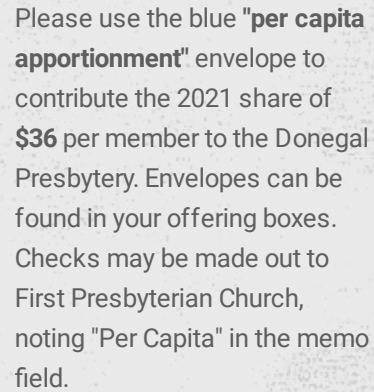 Please use the blue "per capita
apportionment" envelope to
contribute the 2021 share of
$36 per member to the Donegal
Presbytery. Envelopes can be
found in your offering boxes.
Checks may be made out to
First Presbyterian Church,
noting "Per Capita" in the memo
field.